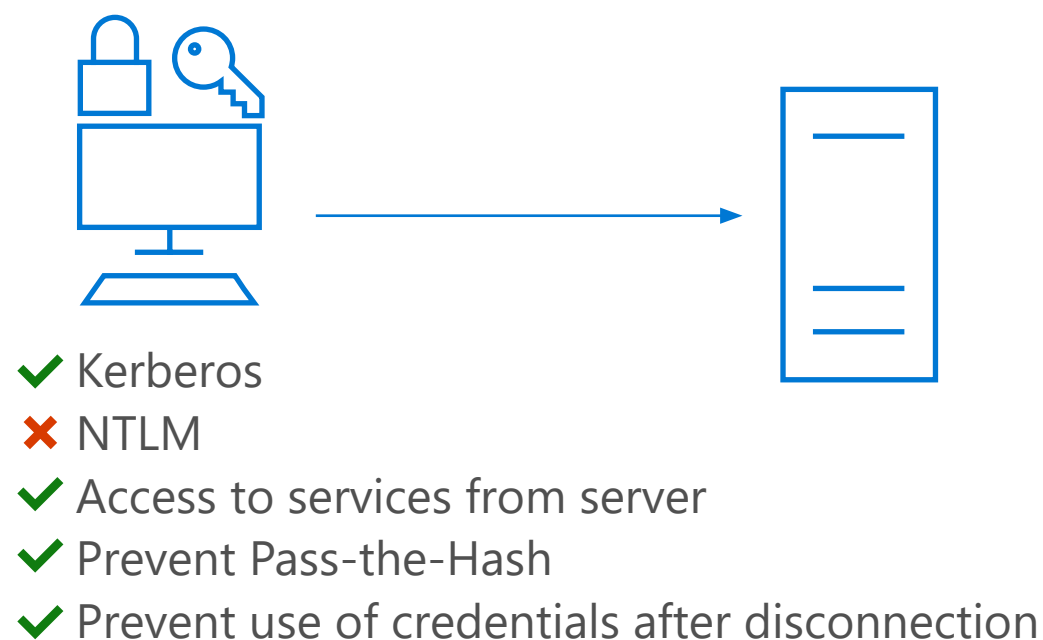 Kerberos
NTLM
Access to services from server
Prevent Pass-the-Hash
Prevent use of credentials after disconnection